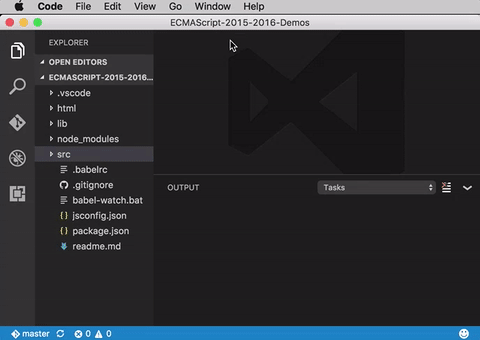 Code File Edit View Go Window Help
ECMAScript-2015-2016-Demos
EXPLORER
OPEN EDITORS
ECMASCRIPT-2015-2016...
.vscode
html
lib
node_modules
src
.babelrc
.gitignore
babel-watch.bat
{} jsconfig.json
{} package.json
readme.md
OUTPUT Tasks
master 0 0